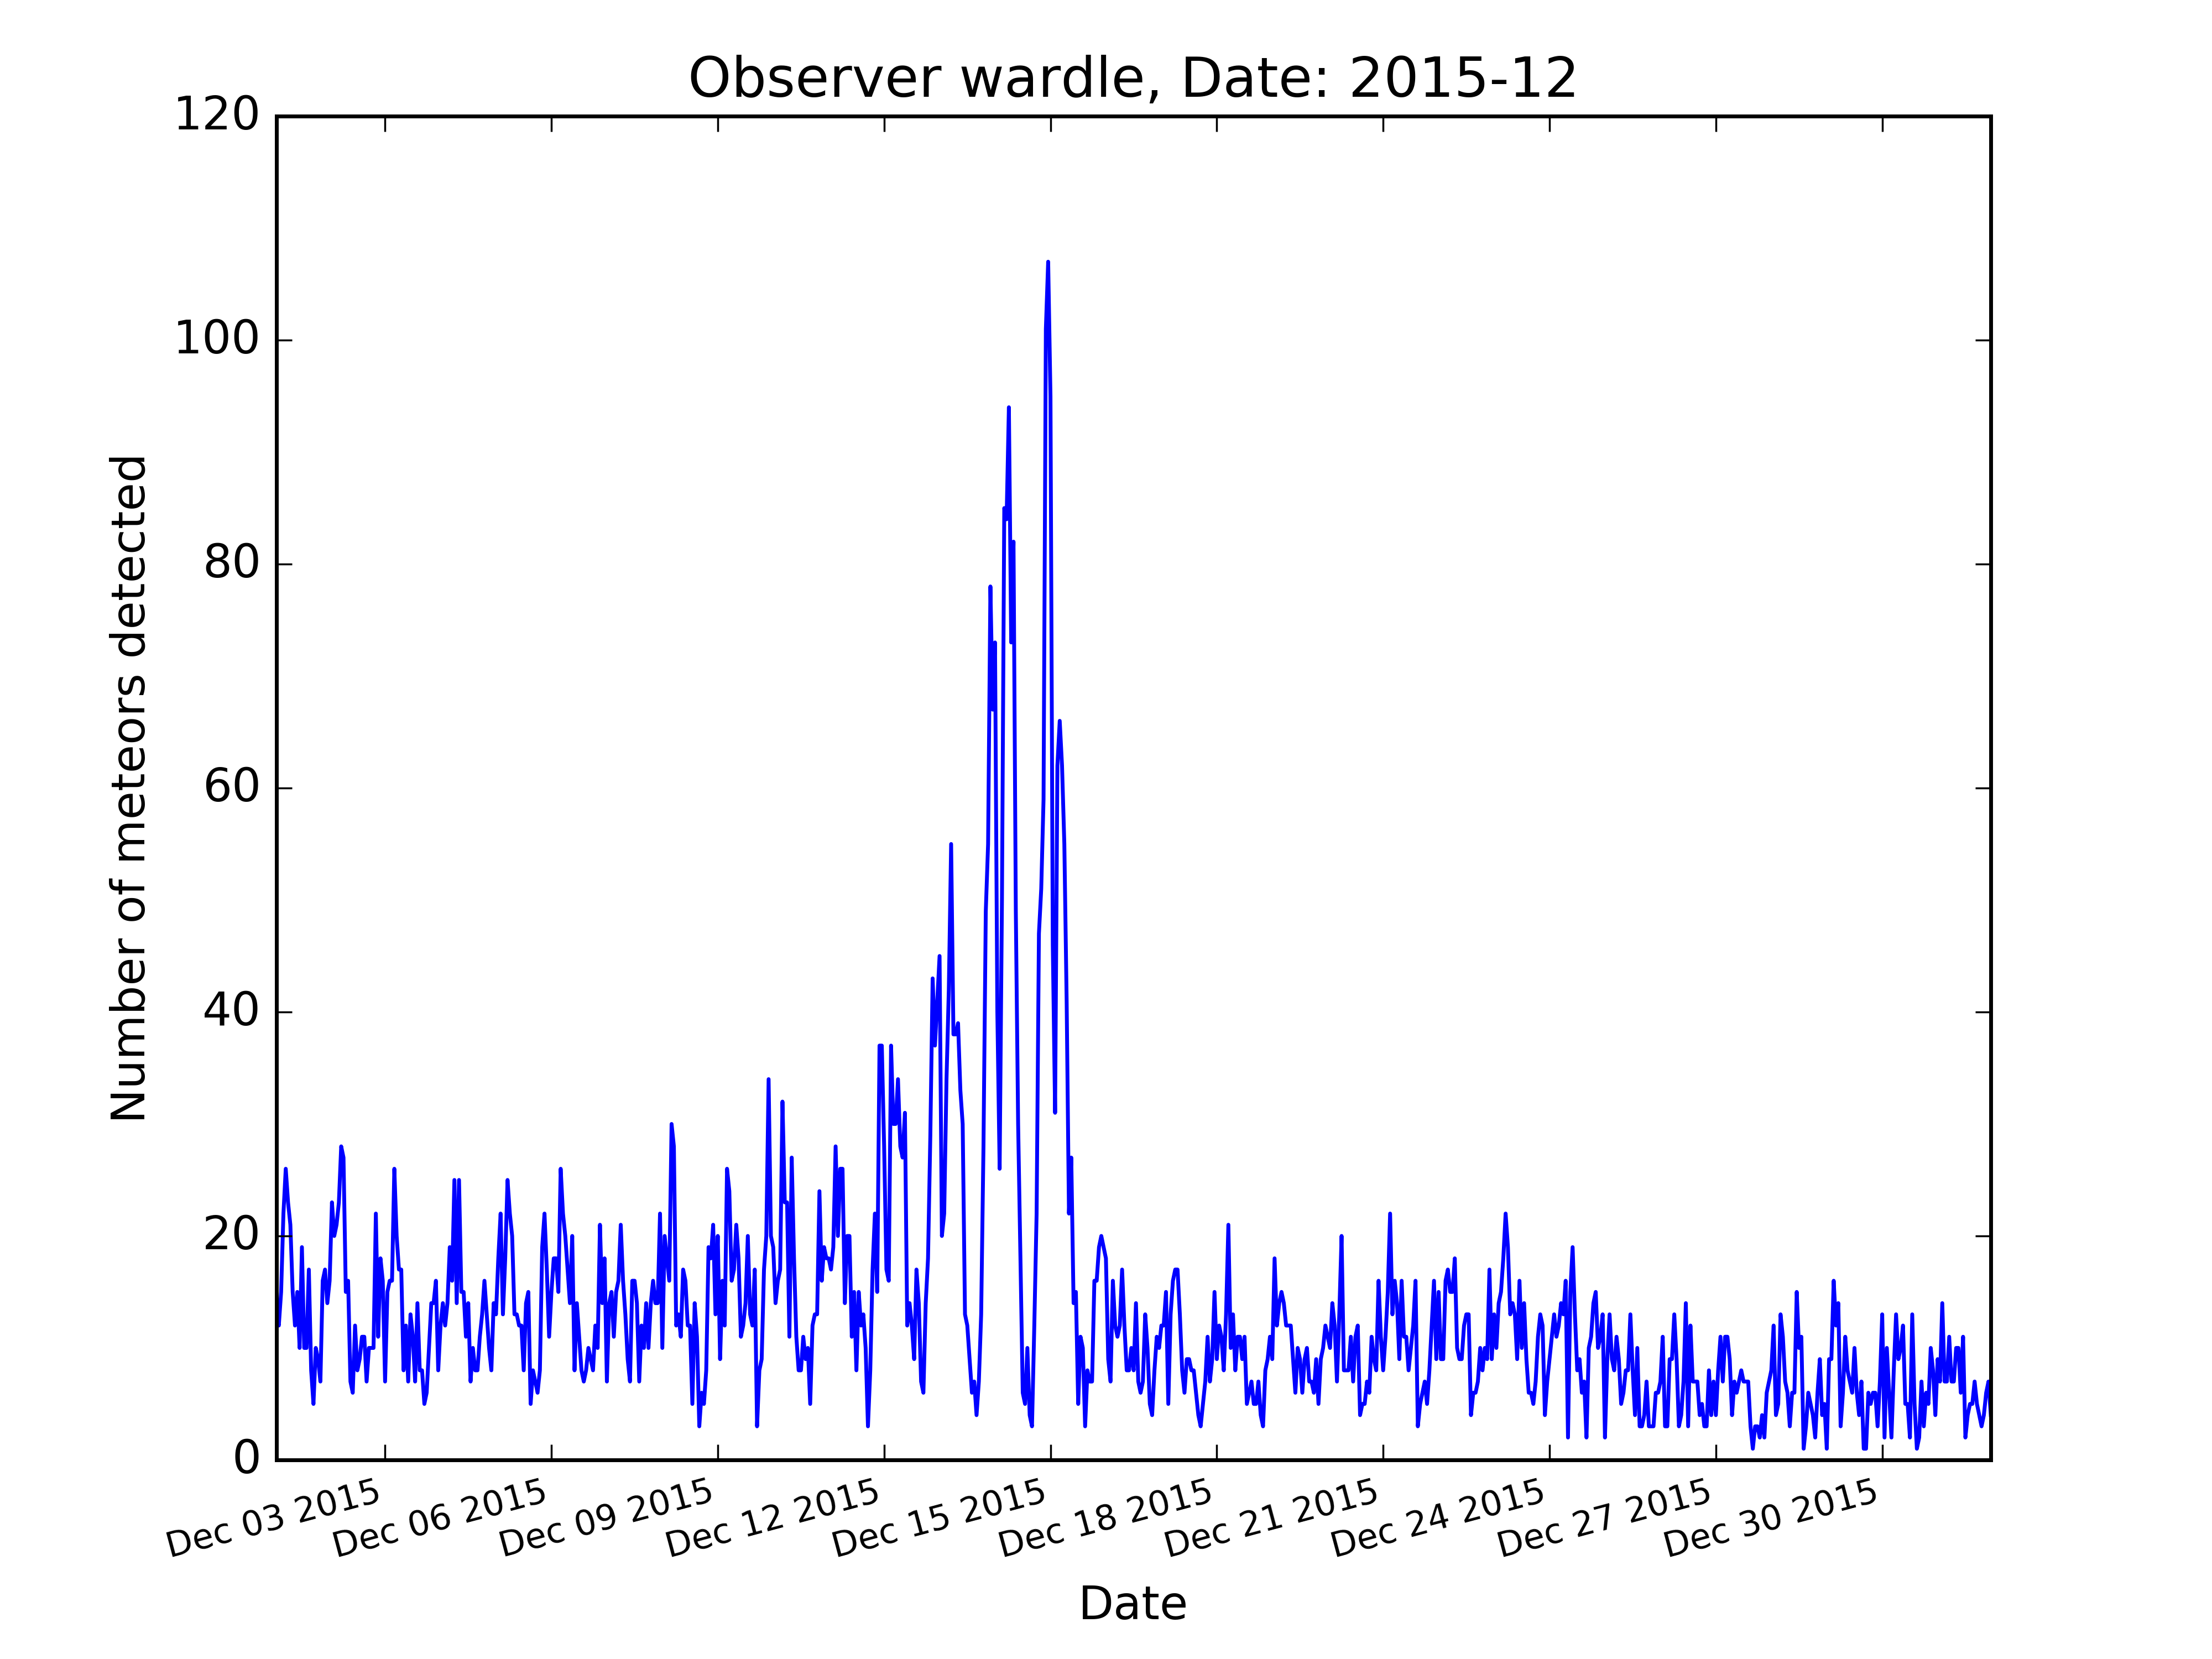 Observer wardle, Date: 2015-12
120
100
80
60
40
20
0
Number of meteors detected
Dec 03 2015
Dec 06 2015
Dec 09 2015
Dec 12 2015
Dec 15 2015
Dec 18 2015
Dec 21 2015
Dec 24 2015
Dec 27 2015
Dec 30 2015
Date